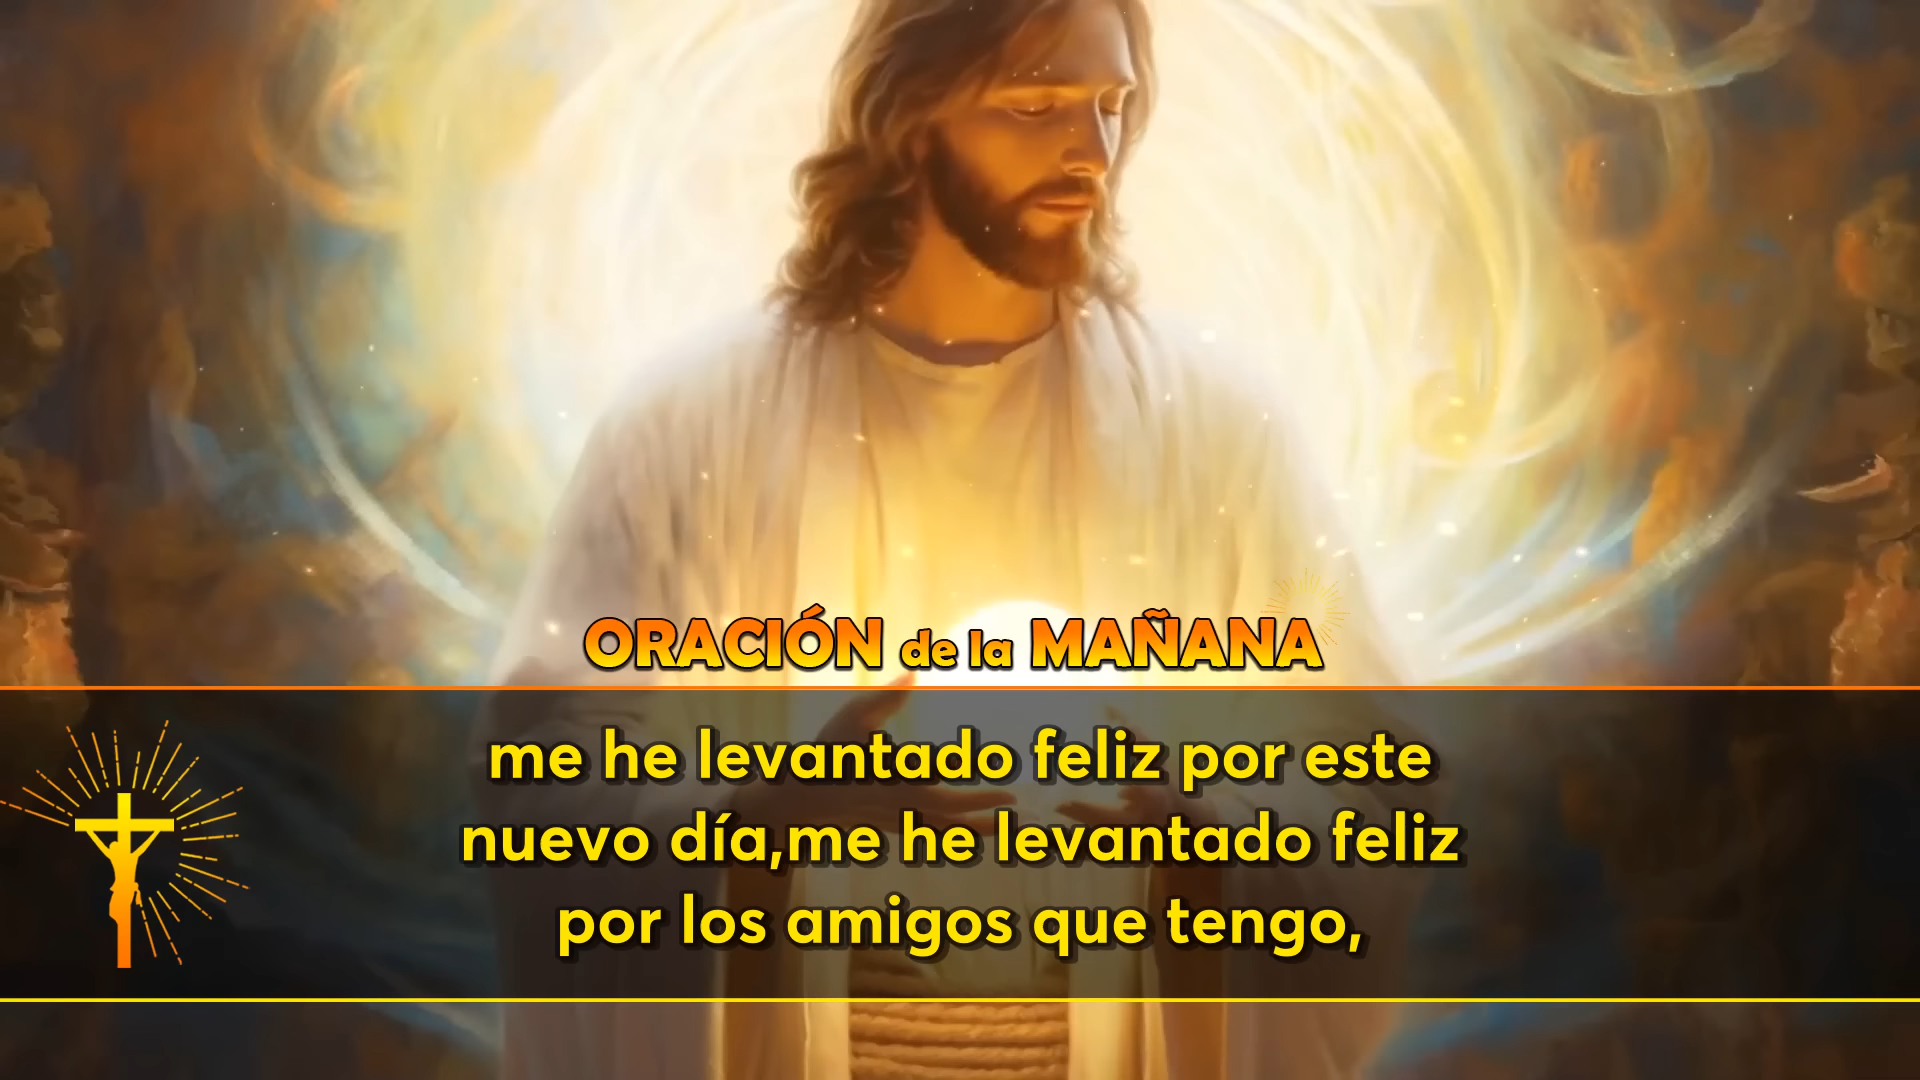 ORACIÓN de la MAÑANA
me he levantado feliz por este
nuevo día,me he levantado feliz
por los amigos que tengo,